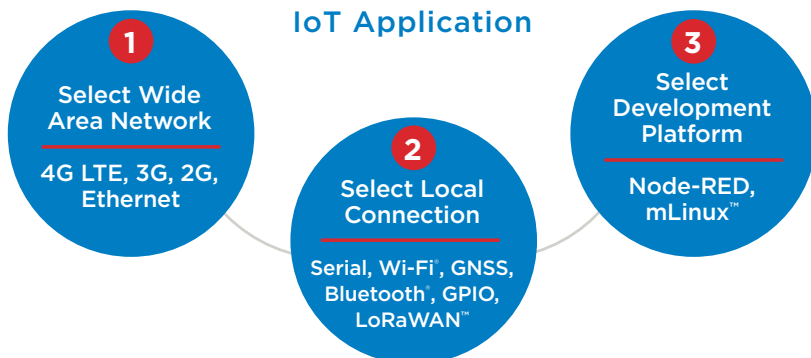 IoT Application
1
Select Wide
Area Network
4G LTE, 3G, 2G,
Ethernet
2
Select Local
Connection
Serial, Wi-Fi®, GNSS,
Bluetooth®, GPIO,
LoRaWAN™
3
Select
Development
Platform
Node-RED,
mLinux™